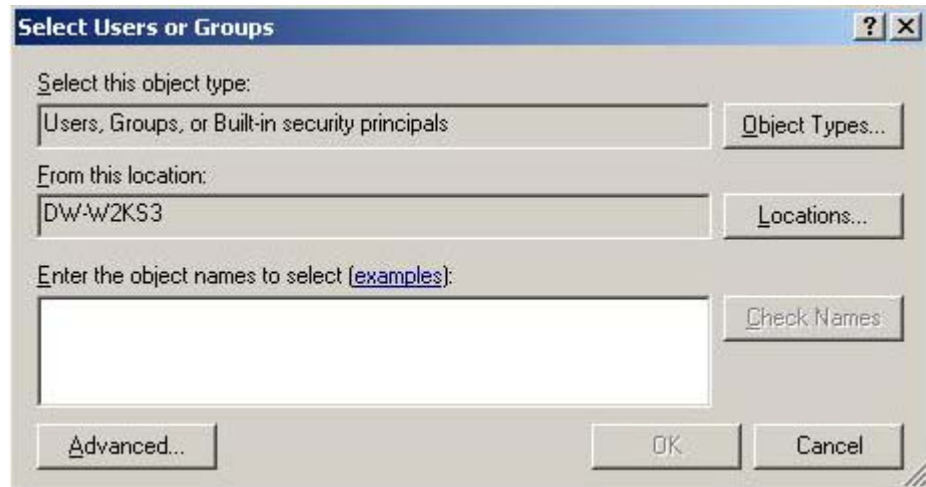 Select Users or Groups
Select this object type:
Users, Groups, or Built-in security principals
Object Types...
From this location:
DW-W2KS3
Locations...
Enter the object names to select (examples):
Check Names
Advanced...
OK
Cancel